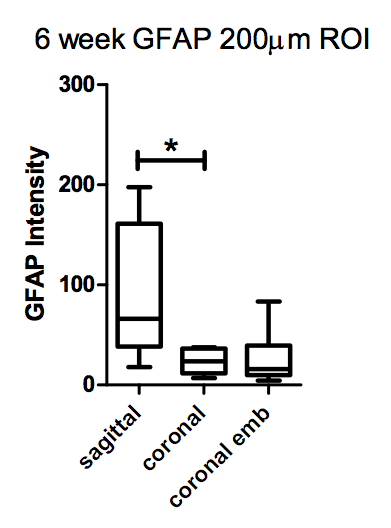 6 week GFAP 200μm ROI
300
200
100
0
GFAP Intensity
*
sagittal
coronal
coronal emb